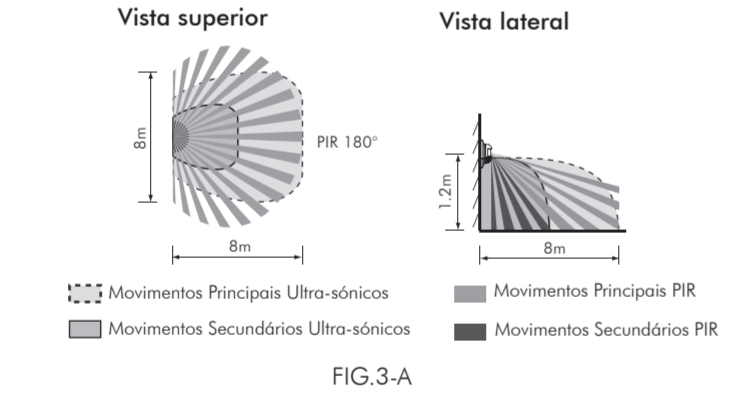 Vista superior
Vista lateral
8m
PIR 180°
1.2m
8m
8m
Movimentos Principais Ultra-sónicos
Movimentos Principais PIR
Movimentos Secundários Ultra-sónicos
Movimentos Secundários PIR
FIG.3-A